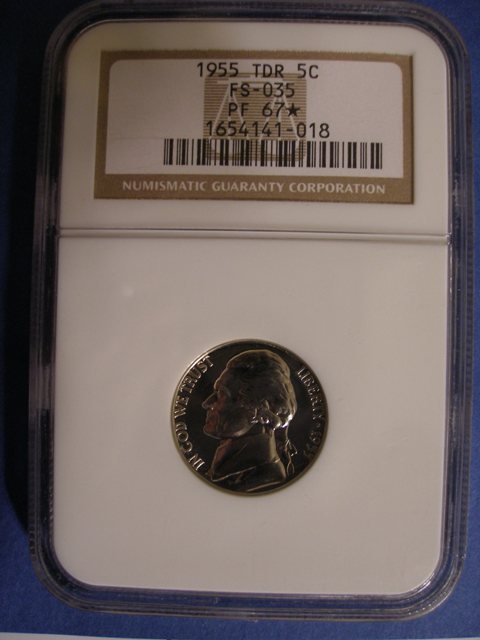 1955 TDR 5C
FS-035
PF 67★
1654141-018
NUMISMATIC GUARANTY CORPORATION
IN GOD WE TRUST
LIBERTY ★ 1955